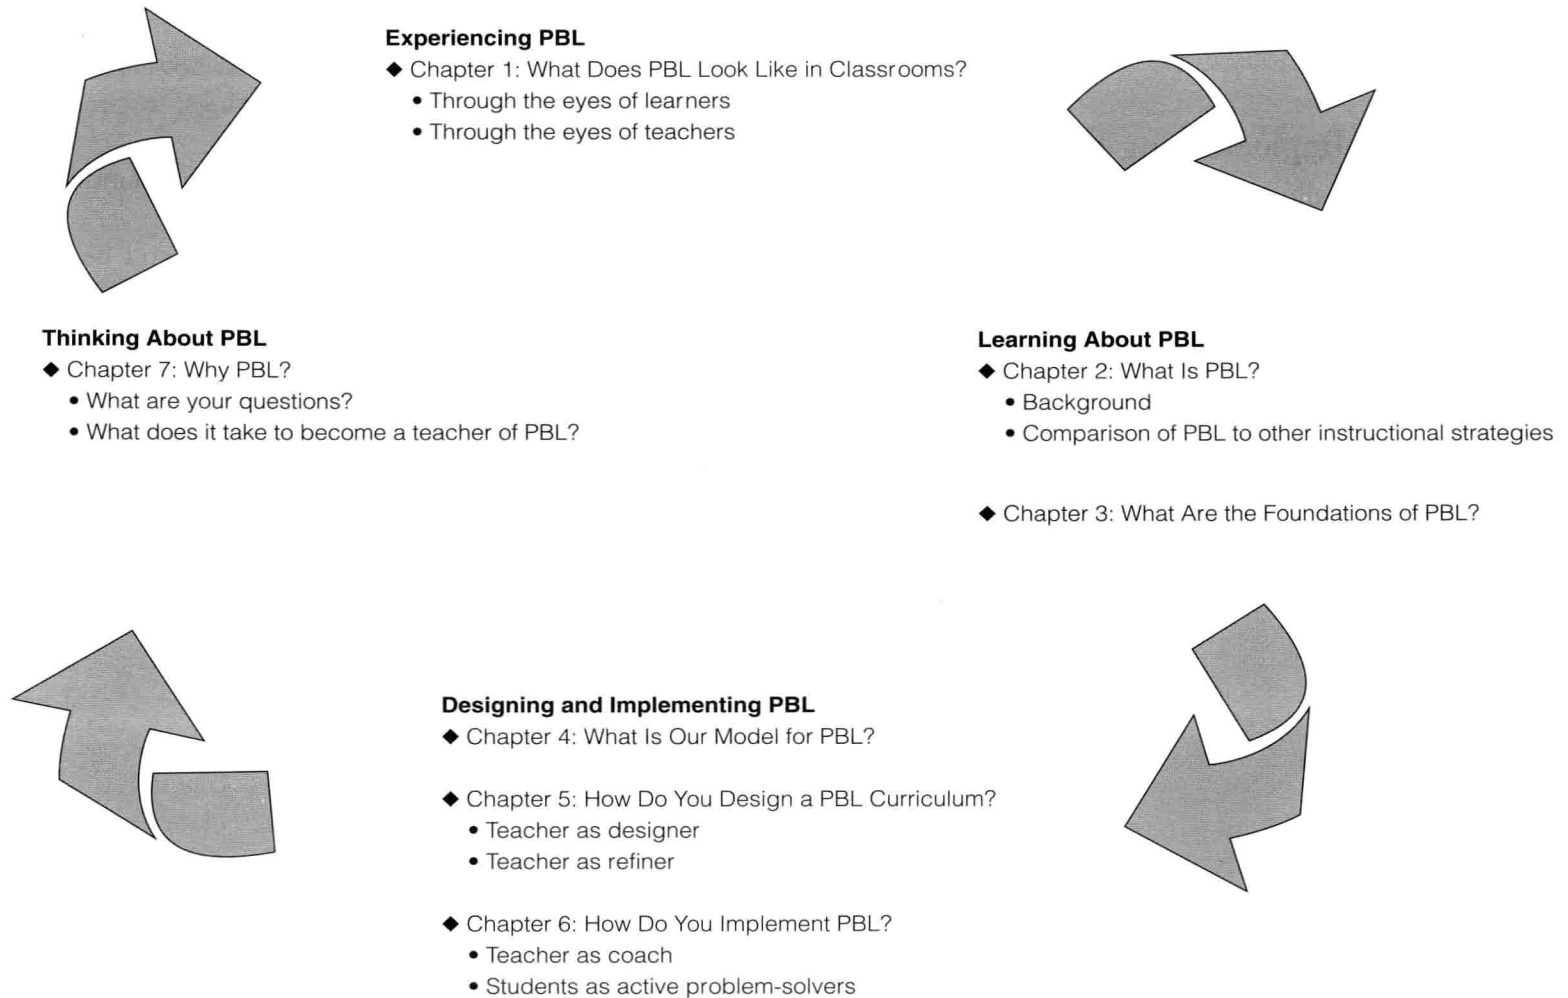 Experiencing PBL
◆ Chapter 1: What Does PBL Look Like in Classrooms?
• Through the eyes of learners
• Through the eyes of teachers
Thinking About PBL
◆ Chapter 7: Why PBL?
• What are your questions?
• What does it take to become a teacher of PBL?
Learning About PBL
◆ Chapter 2: What Is PBL?
• Background
• Comparison of PBL to other instructional strategies
◆ Chapter 3: What Are the Foundations of PBL?
Designing and Implementing PBL
◆ Chapter 4: What Is Our Model for PBL?
◆ Chapter 5: How Do You Design a PBL Curriculum?
• Teacher as designer
• Teacher as refiner
◆ Chapter 6: How Do You Implement PBL?
• Teacher as coach
• Students as active problem-solvers